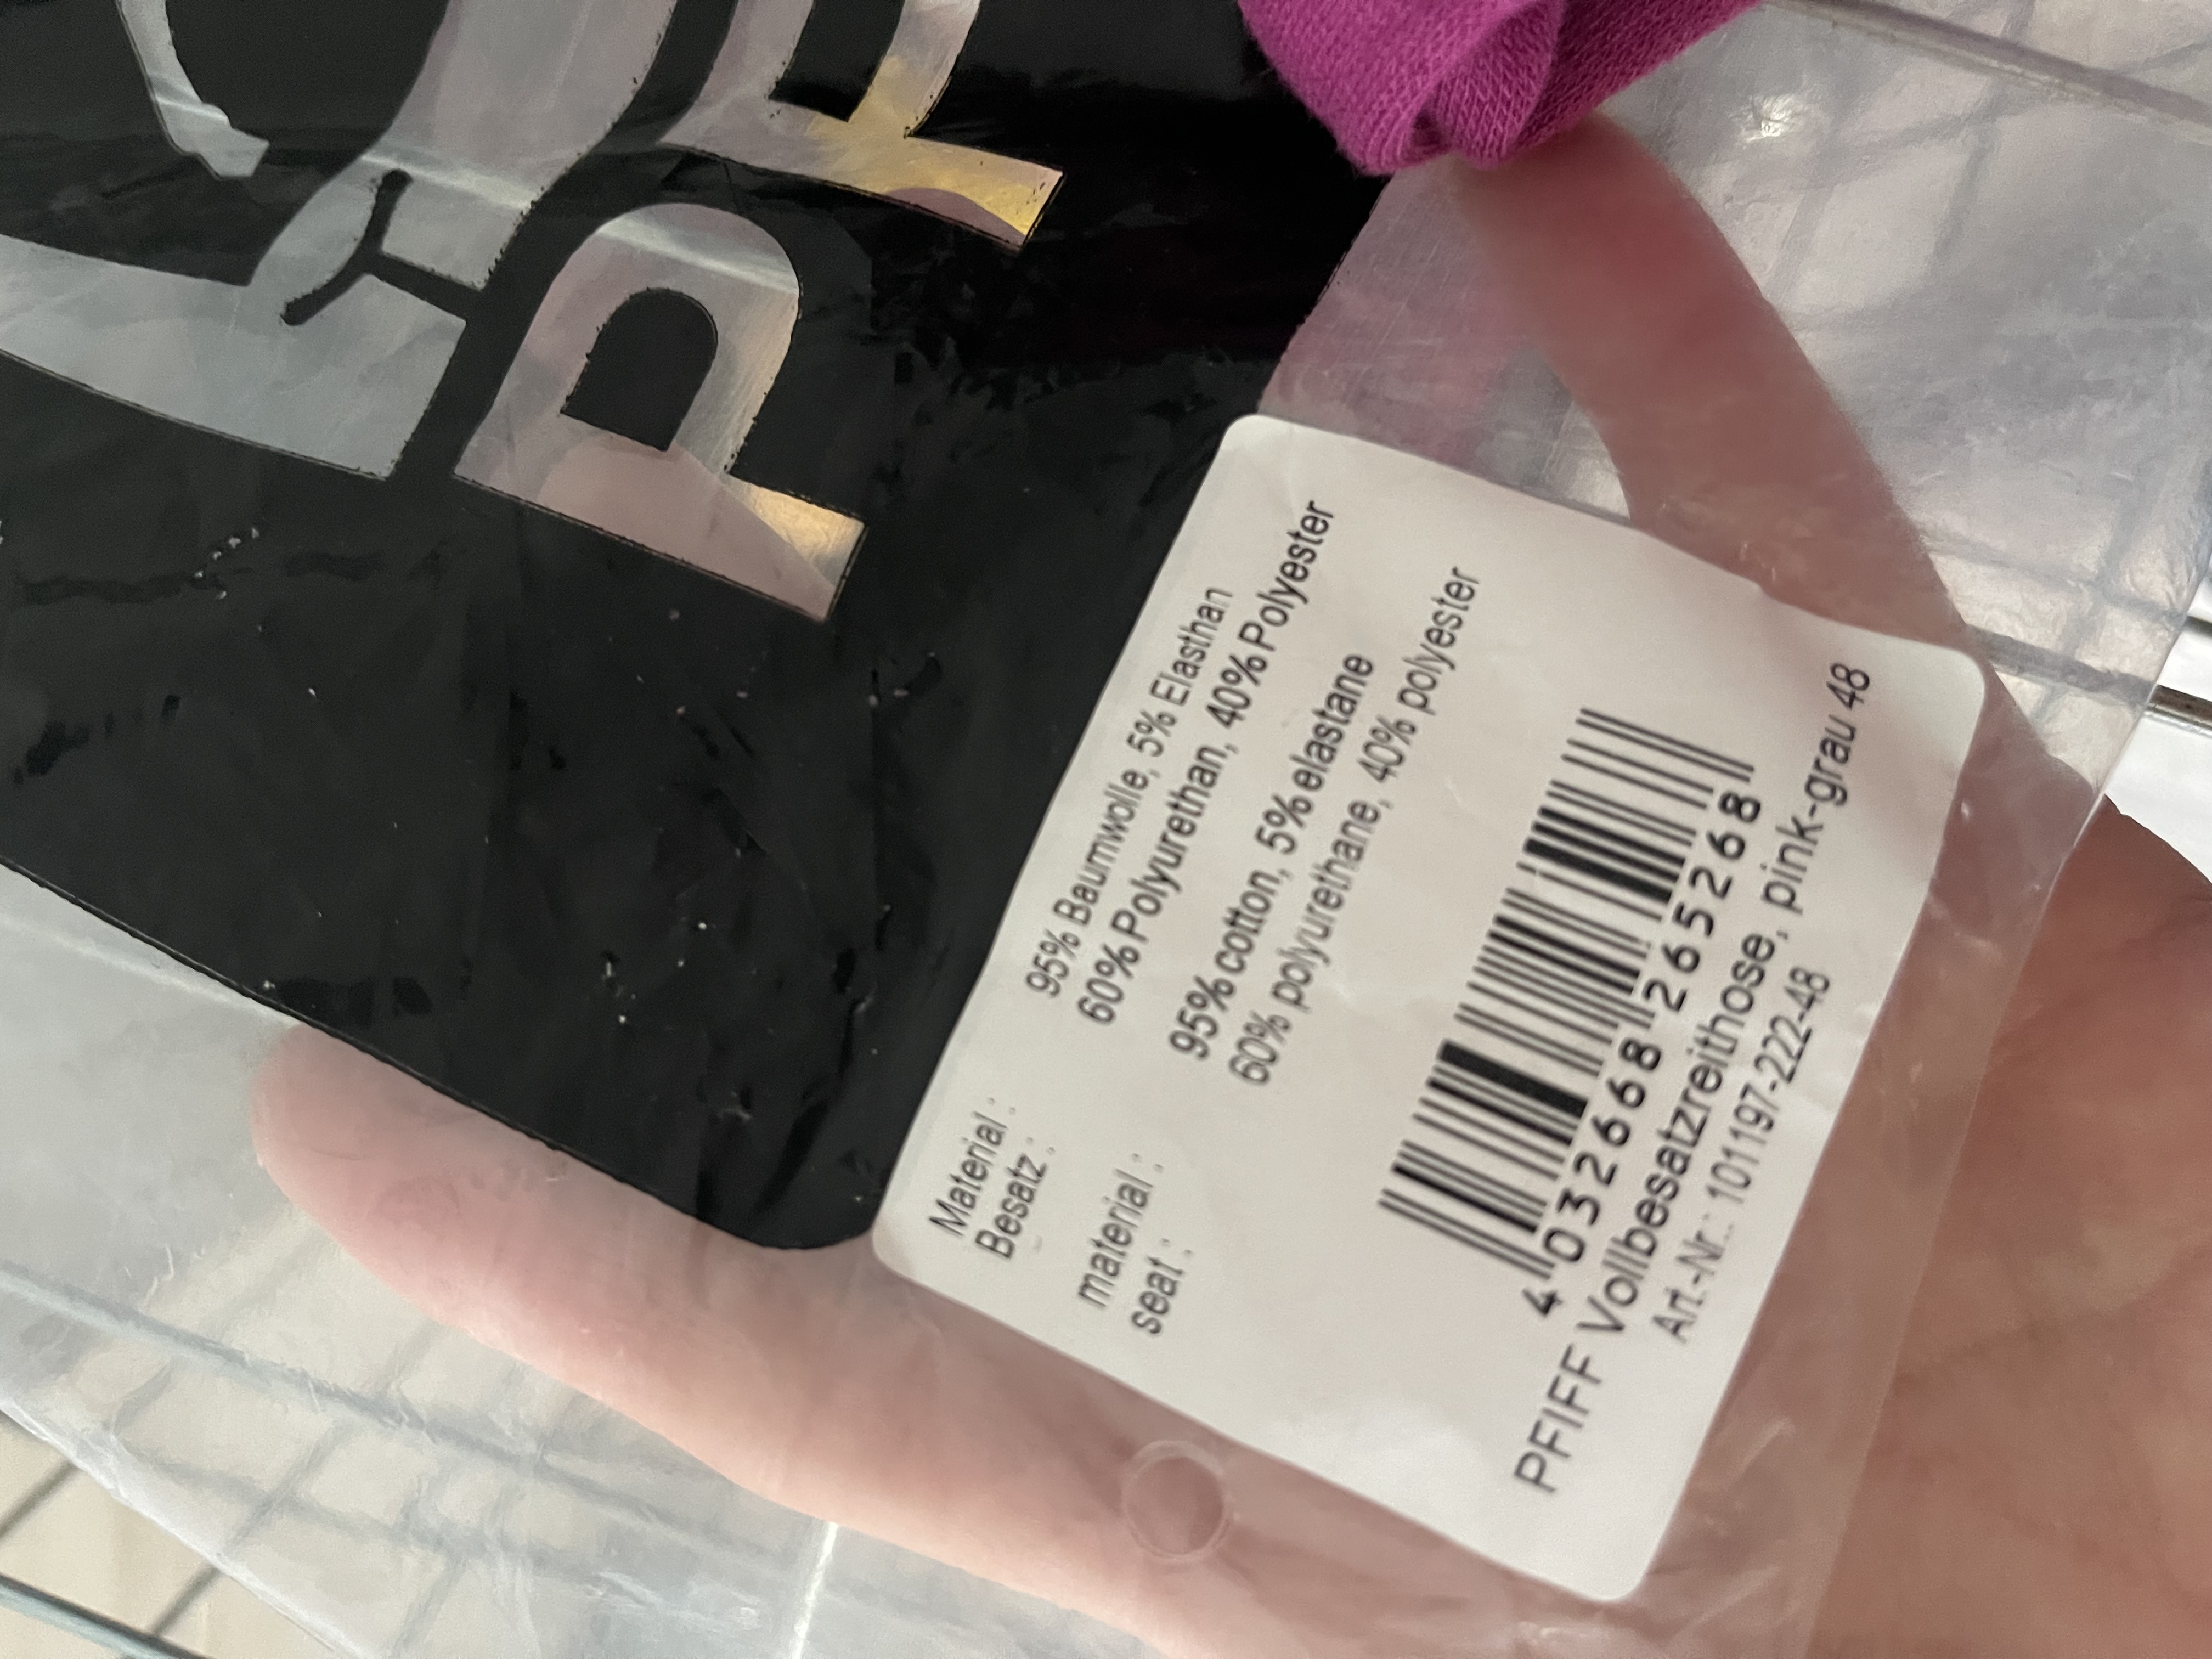 Material : 95% Baumwolle, 5% Elasthan
Besatz : 60% Polyurethan, 40% Polyester
material : 95% cotton, 5% elastane
seat : 60% polyurethane, 40% polyester
4 032668 265268
PFIFF Vollbesatzreithose, pink-grau 48
Art.-Nr.: 101197-222-48